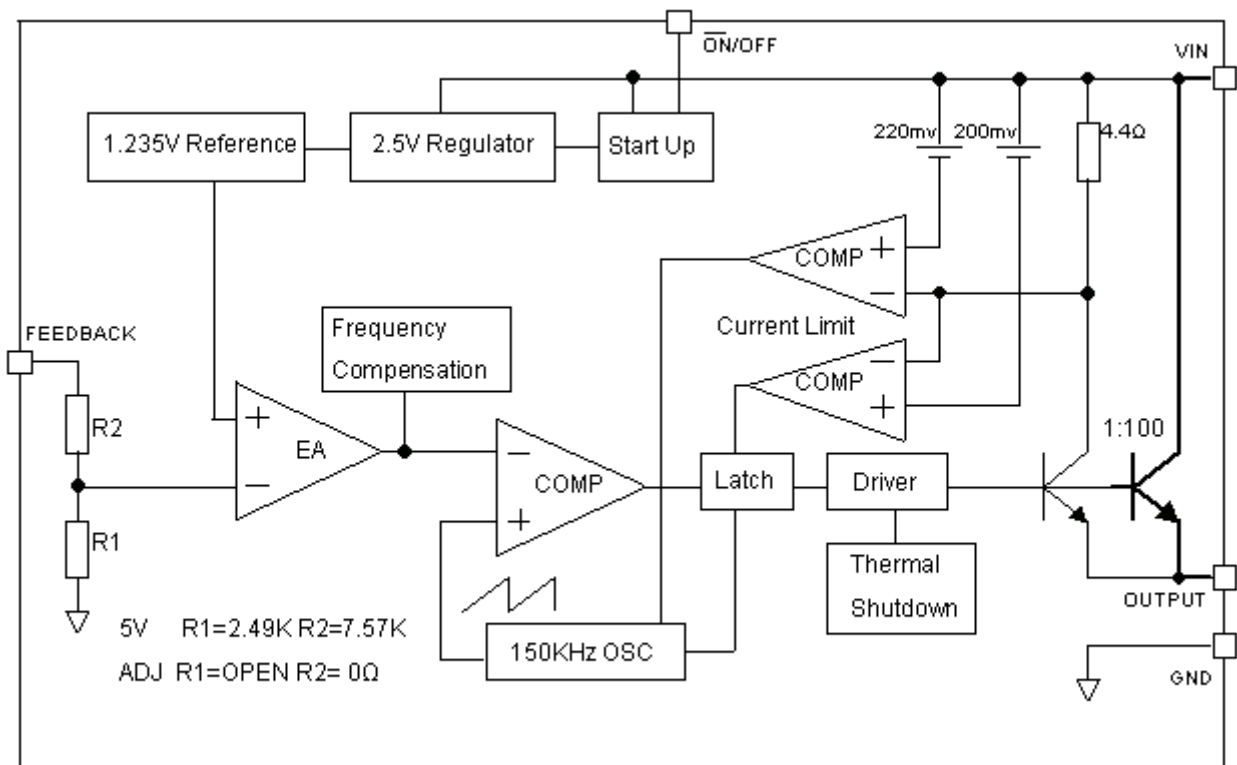 ON/OFF
VIN
1.235V Reference
2.5V Regulator
Start Up
220mv
200mv
4.4Ω
+
COMP
−
Current Limit
−
COMP
+
FEEDBACK
Frequency
Compensation
R2
+
EA
−
R1
−
COMP
+
Latch
Driver
1:100
Thermal
Shutdown
150KHz OSC
OUTPUT
GND
5V R1=2.49K R2=7.57K
ADJ R1=OPEN R2= 0Ω